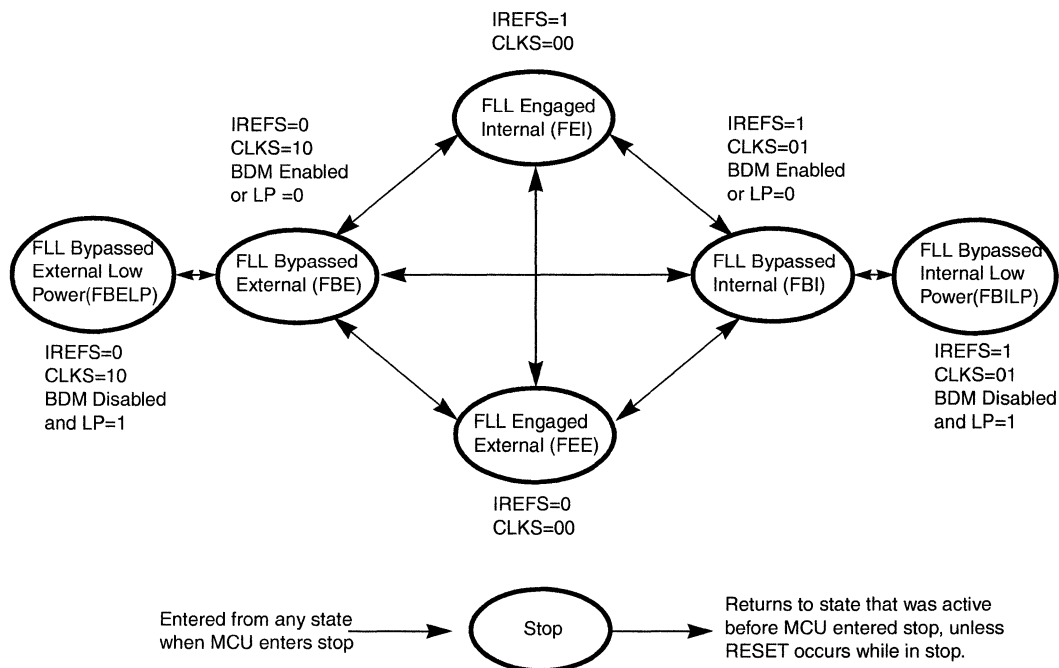 IREFS=1
CLKS=00
FLL Engaged
Internal (FEI)
IREFS=0
CLKS=10
BDM Enabled
or LP =0
IREFS=1
CLKS=01
BDM Enabled
or LP=0
FLL Bypassed
External Low
Power(FBELP)
FLL Bypassed
External (FBE)
FLL Bypassed
Internal (FBI)
FLL Bypassed
Internal Low
Power(FBILP)
IREFS=0
CLKS=10
BDM Disabled
and LP=1
IREFS=1
CLKS=01
BDM Disabled
and LP=1
FLL Engaged
External (FEE)
IREFS=0
CLKS=00
Entered from any state
when MCU enters stop
Stop
Returns to state that was active
before MCU entered stop, unless
RESET occurs while in stop.